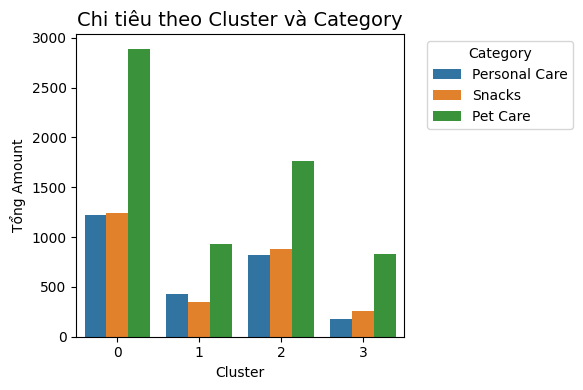 Chi tiêu theo Cluster và Category
Category
Personal Care
Snacks
Pet Care
Tổng Amount
3000
2500
2000
1500
1000
500
0
0 1 2 3
Cluster